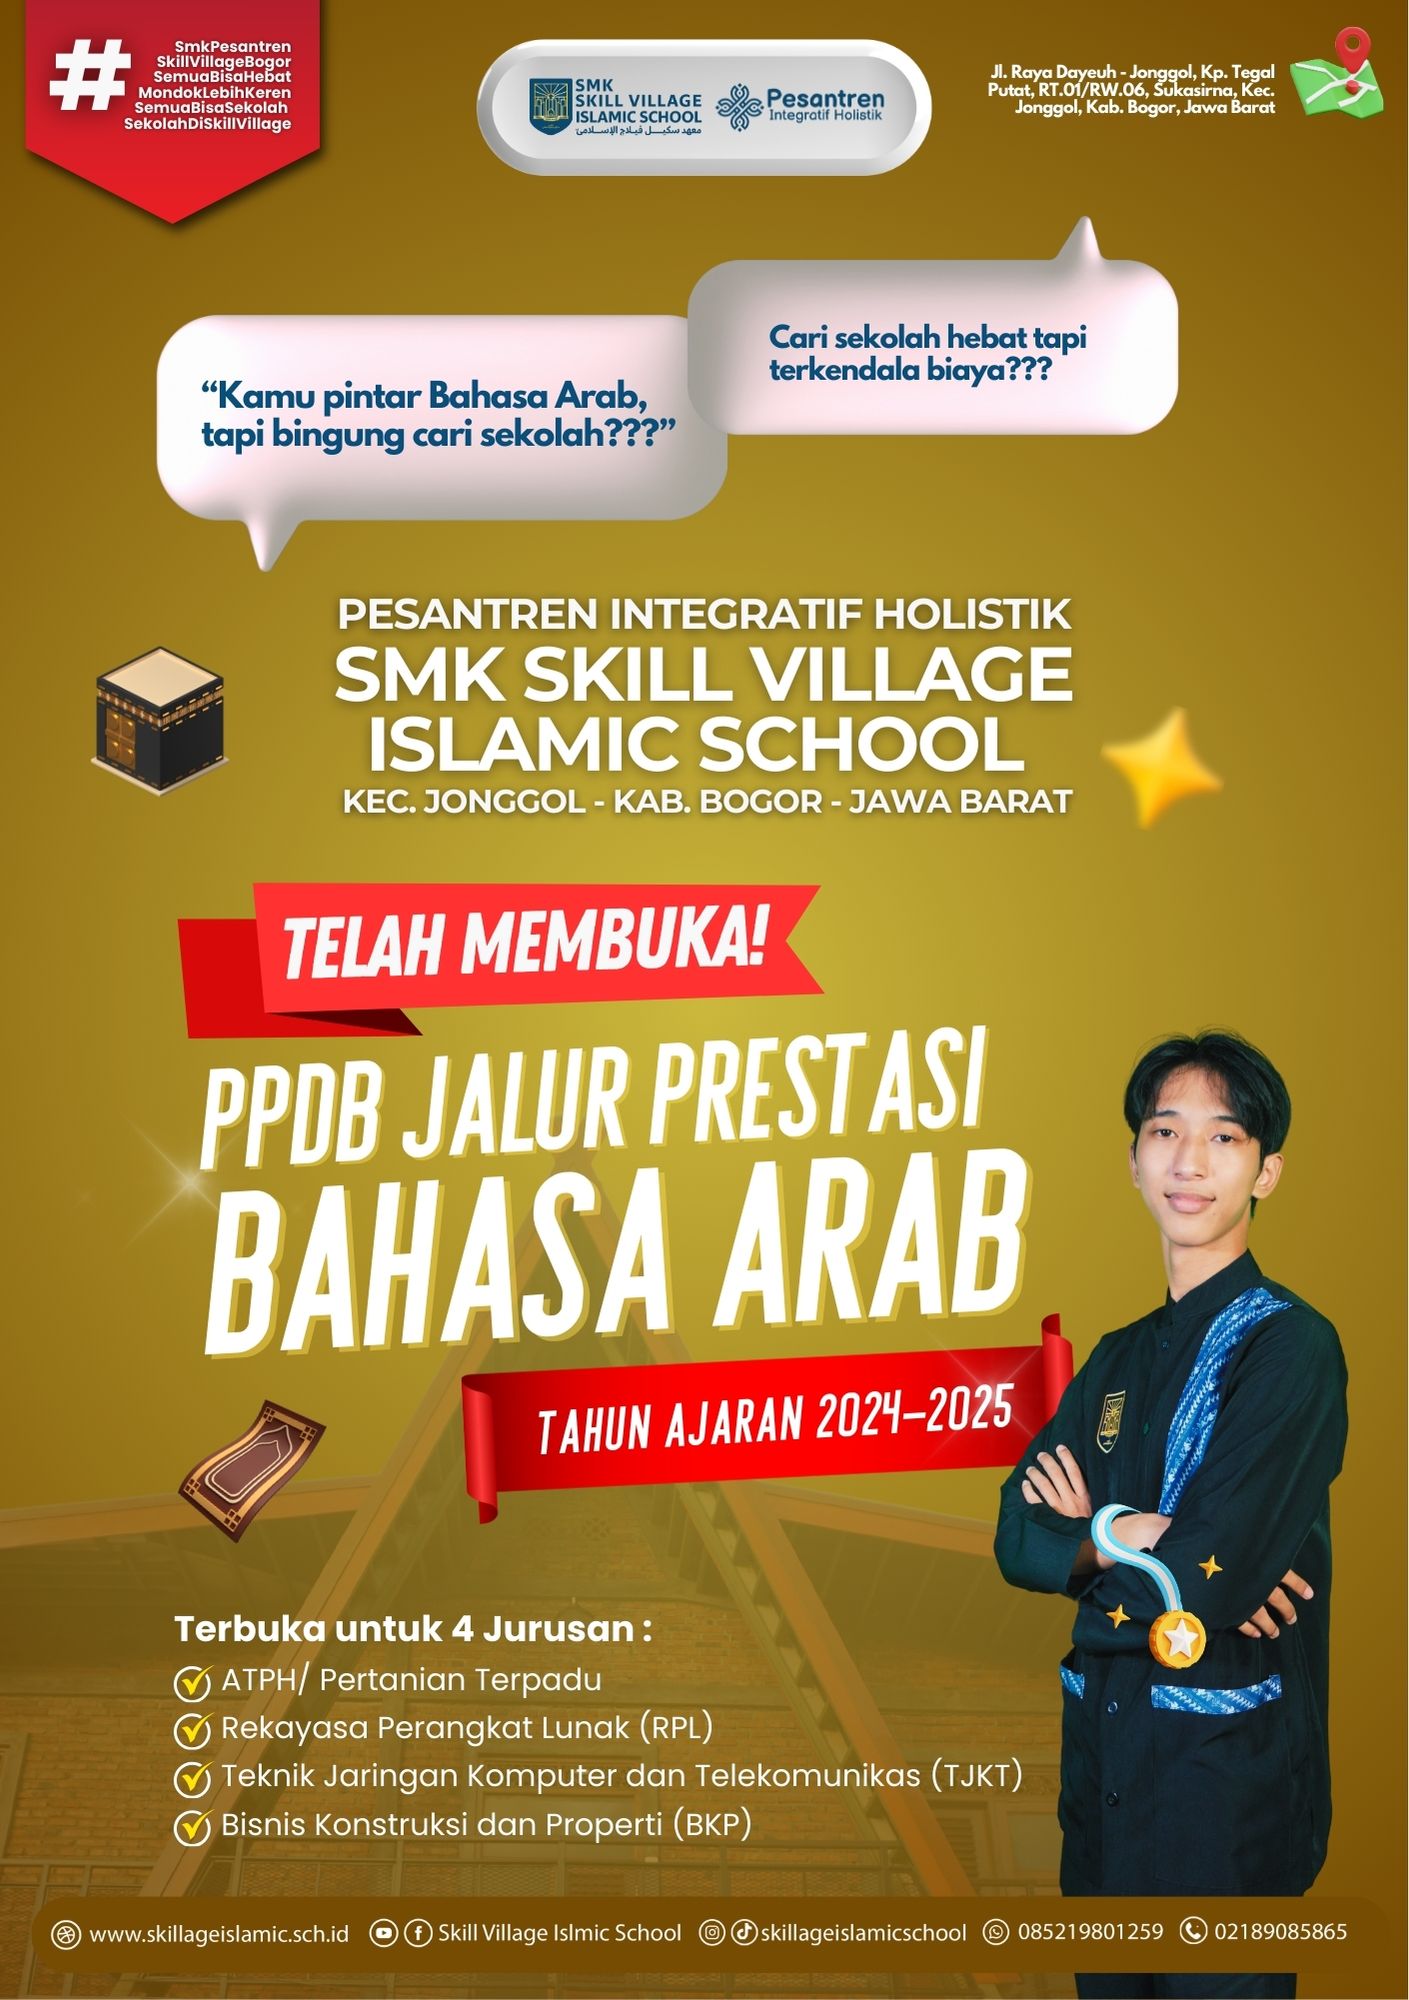 #
SmkPesantren
SkillVillageBogor
SemuaBisaHebat
MondokLebihKeren
SemuaBisaSekolah
SekolahDiSkillVillage
SMK
SKILL VILLAGE
ISLAMIC SCHOOL
معهد سكيل فيلاج الإسلامي
Pesantren
Integratif Holistik
Jl. Raya Dayeuh - Jonggol, Kp. Tegal
Putat, RT.01/RW.06, Sukasirna, Kec.
Jonggol, Kab. Bogor, Jawa Barat
Cari sekolah hebat tapi
terkendala biaya???
“Kamu pintar Bahasa Arab,
tapi bingung cari sekolah???”
PESANTREN INTEGRATIF HOLISTIK
SMK SKILL VILLAGE
ISLAMIC SCHOOL
KEC. JONGGOL - KAB. BOGOR - JAWA BARAT
TELAH MEMBUKA!
PPDB JALUR PRESTASI
BAHASA ARAB
TAHUN AJARAN 2024–2025
Terbuka untuk 4 Jurusan :
ATPH/ Pertanian Terpadu
Rekayasa Perangkat Lunak (RPL)
Teknik Jaringan Komputer dan Telekomunikas (TJKT)
Bisnis Konstruksi dan Properti (BKP)
www.skillageislamic.sch.id Skill Village Islmic School skillageislamicschool 085219801259 02189085865